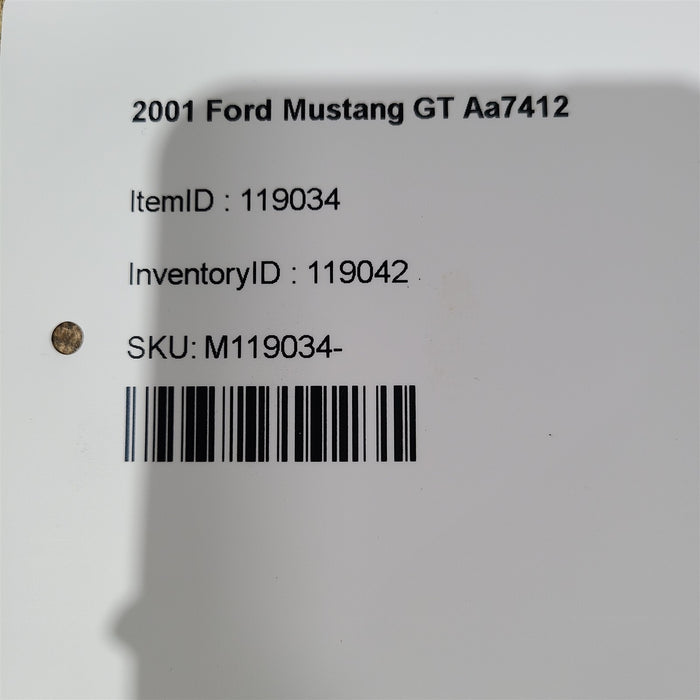 2001 Ford Mustang GT Aa7412
ItemID : 119034
InventoryID : 119042
SKU: M119034-